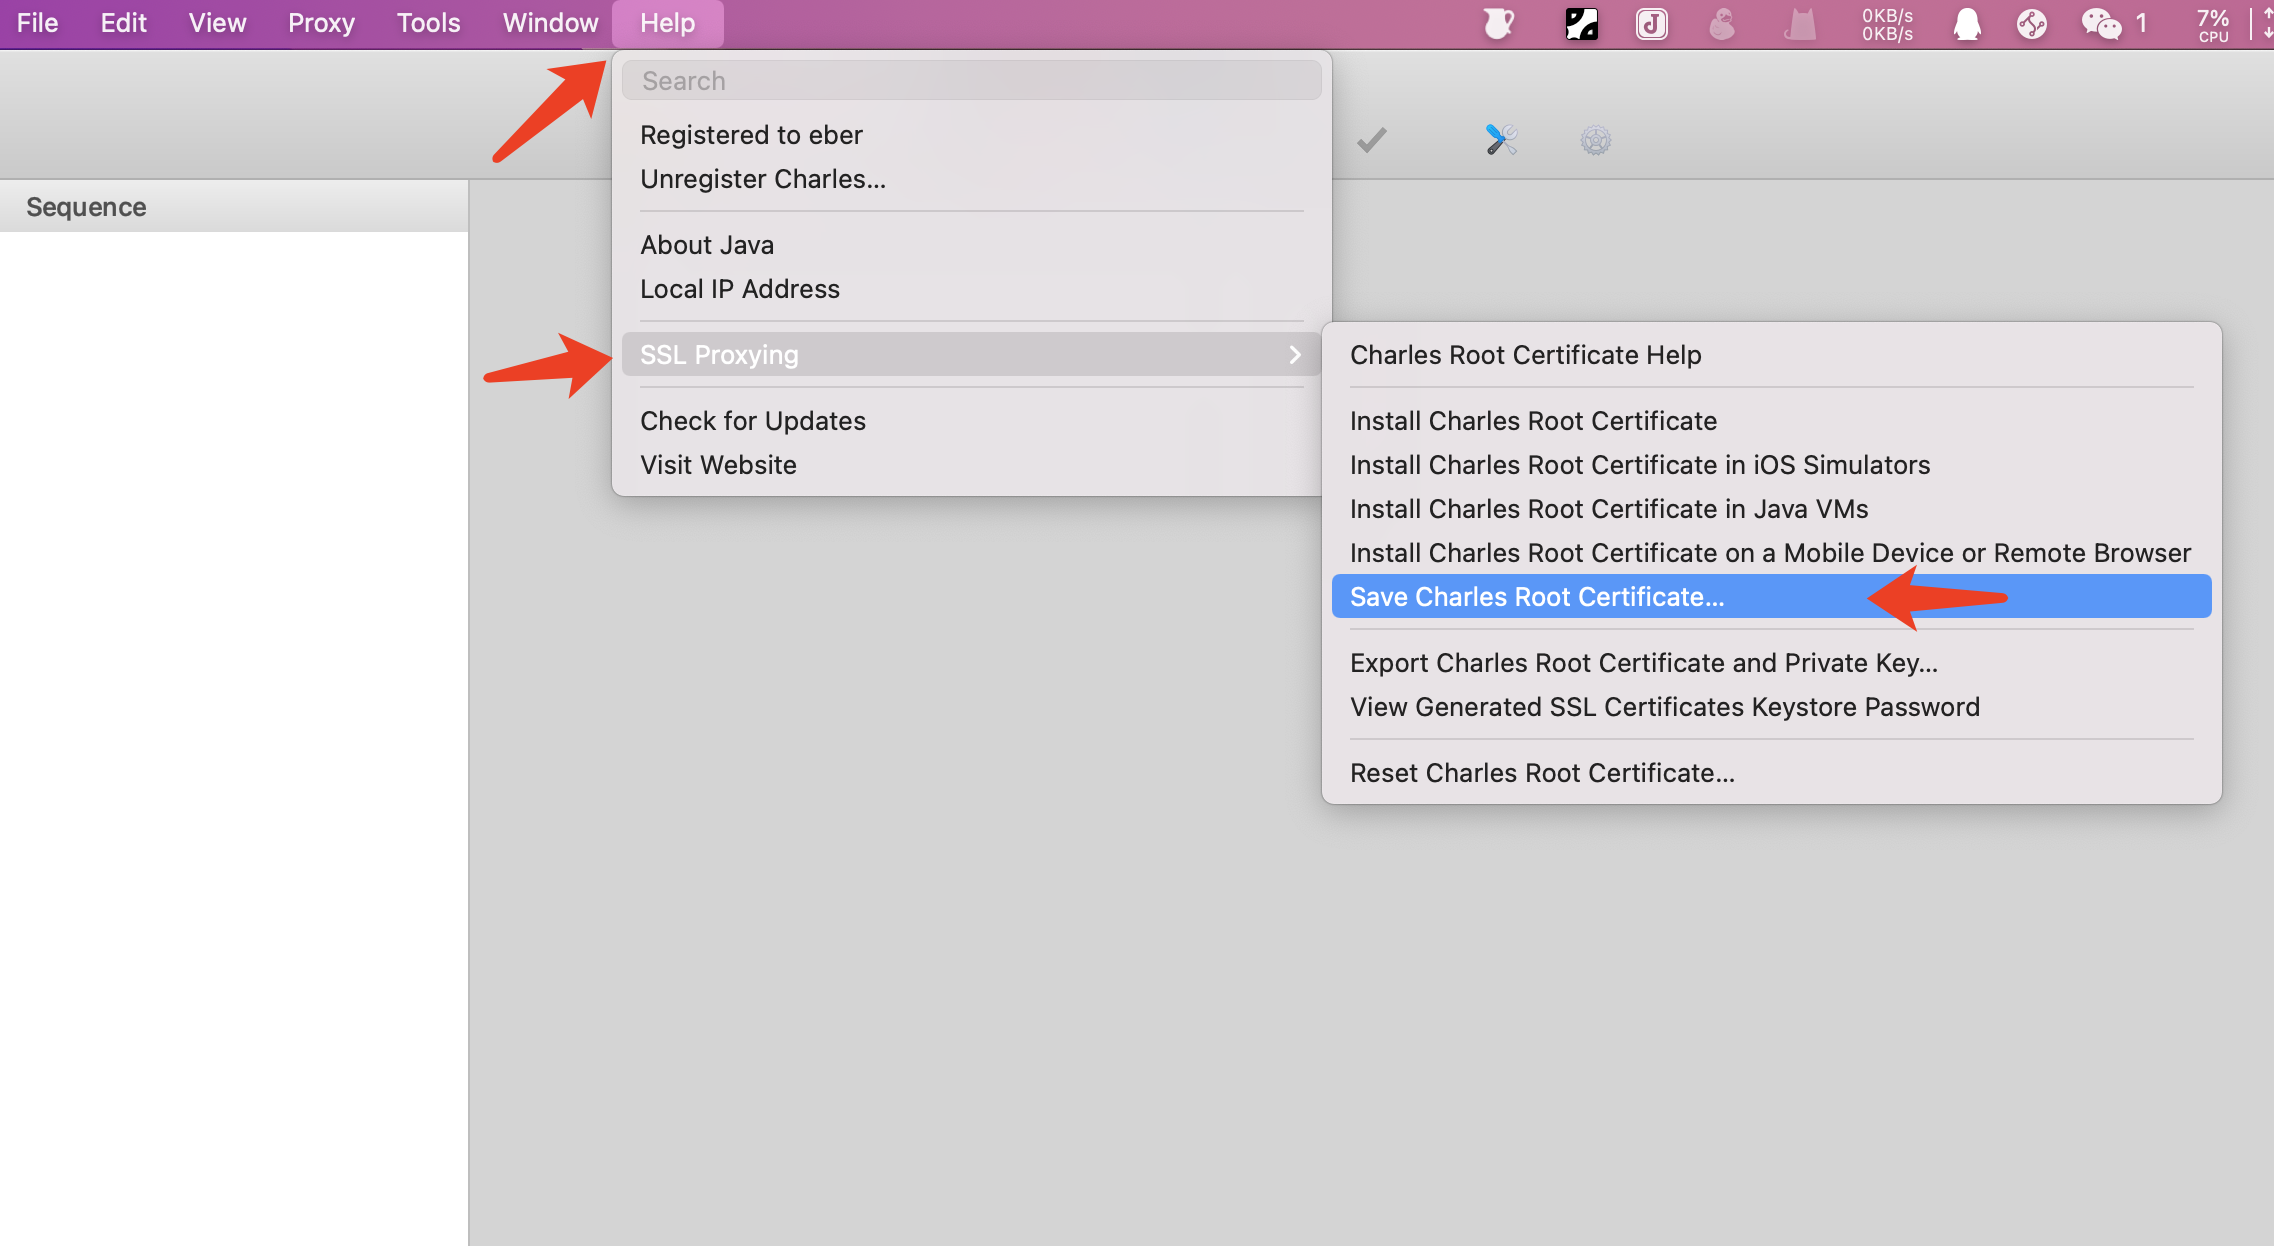 File Edit View Proxy Tools Window Help
0KB/s
0KB/s
1
7%
CPU
Search
Registered to eber
Unregister Charles...
Sequence
About Java
Local IP Address
SSL Proxying
Check for Updates
Visit Website
Charles Root Certificate Help
Install Charles Root Certificate
Install Charles Root Certificate in iOS Simulators
Install Charles Root Certificate in Java VMs
Install Charles Root Certificate on a Mobile Device or Remote Browser
Save Charles Root Certificate...
Export Charles Root Certificate and Private Key...
View Generated SSL Certificates Keystore Password
Reset Charles Root Certificate...